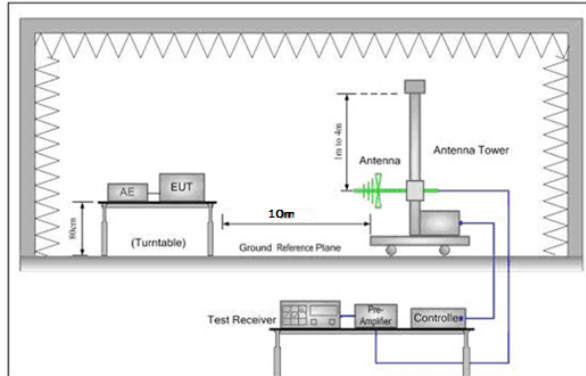 1m to 4m
Antenna
Antenna Tower
AE
EUT
10m
80cm
(Turntable)
Ground Reference Plane
Test Receiver
Pre-
Amplifier
Controller